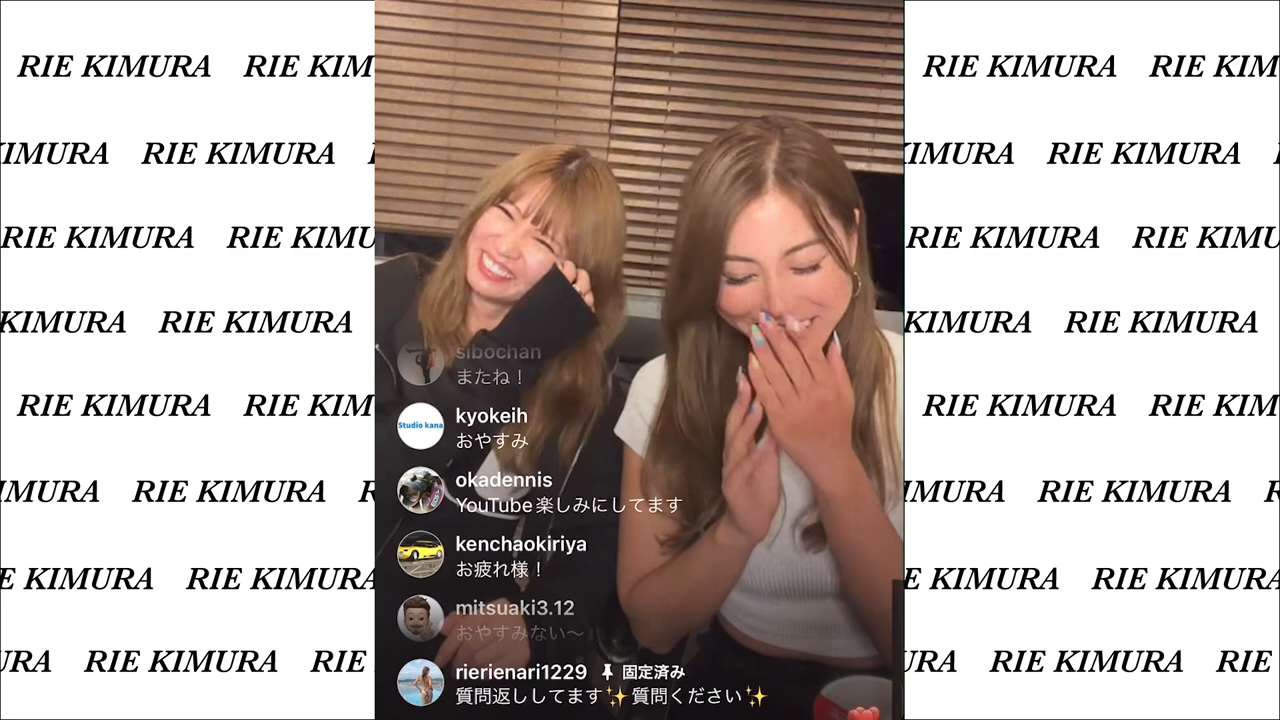 RIE KIMURA RIE KIM
IMURA RIE KIMURA
RIE KIMURA RIE KIMU
KIMURA RIE KIMURA
RIE KIMURA RIE KIM
IMURA RIE KIMURA R
E KIMURA RIE KIMURA
URA RIE KIMURA RIE
sibochan
またね！
Studio kana
kyokeih
おやすみ
okadennis
YouTube楽しみにしてます
kenchaokiriya
お疲れ様！
mitsuaki3.12
おやすみない〜
rierienari1229 固定済み
質問返ししてます✨質問ください✨
RIE KIMURA RIE KIM
IMURA RIE KIMURA
RIE KIMURA RIE KIMU
KIMURA RIE KIMURA
RIE KIMURA RIE KIM
IMURA RIE KIMURA R
E KIMURA RIE KIMURA
URA RIE KIMURA RIE